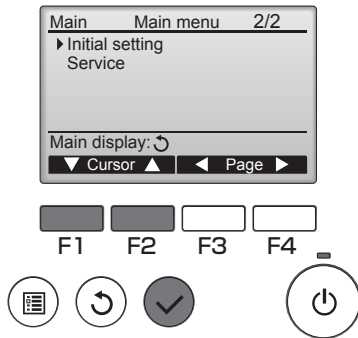 Main Main menu 2/2
Initial setting
Service
Main display:
Cursor Page
F1 F2 F3 F4